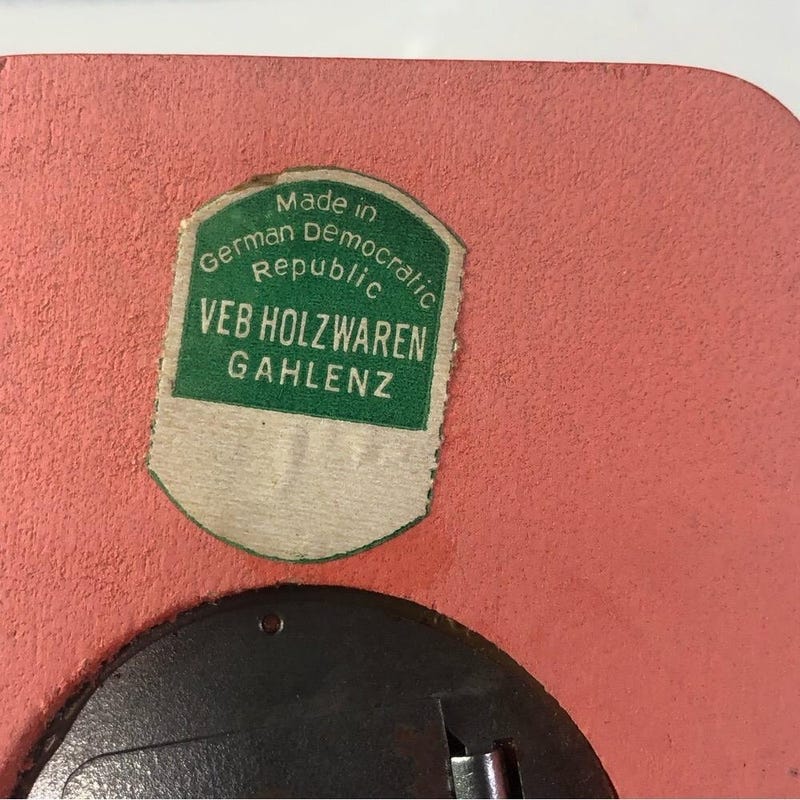 Made in
German Democratic
Republic
VEB HOLZWAREN
GAHLENZ